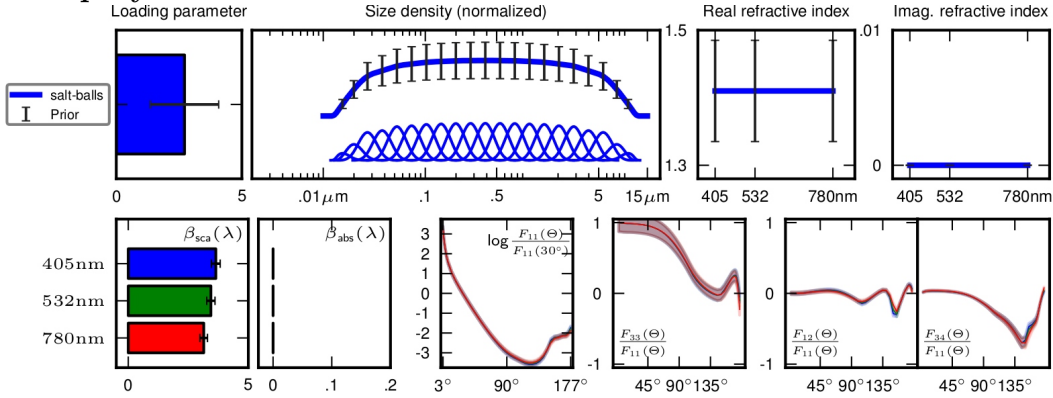 Loading parameter
Size density (normalized)
Real refractive index
Imag. refractive index
1.5
.01
salt-balls
Prior
1.3
0
0 5
.01μm .1 .5 5 15μm
405 532 780nm
405 532 780nm
β_sca(λ)
β_abs(λ)
405nm
532nm
780nm
0 5
0 .1 .2
3
2
1
0
-1
-2
-3
log F₁₁(Θ)/F₁₁(30°)
3° 90° 177°
1
0
-1
F₃₃(Θ)/F₁₁(Θ)
45° 90° 135°
1
0
-1
F₁₂(Θ)/F₁₁(Θ)
45° 90° 135°
F₃₄(Θ)/F₁₁(Θ)
45° 90° 135°